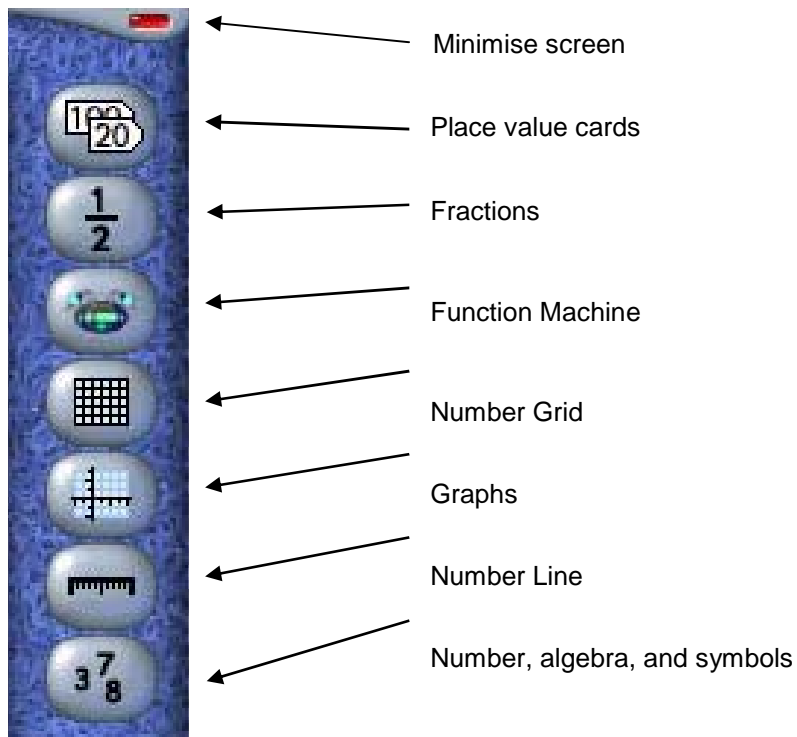 Minimise screen
100
20
Place value cards
1
2
Fractions
Function Machine
Number Grid
Graphs
Number Line
3 7 8
Number, algebra, and symbols